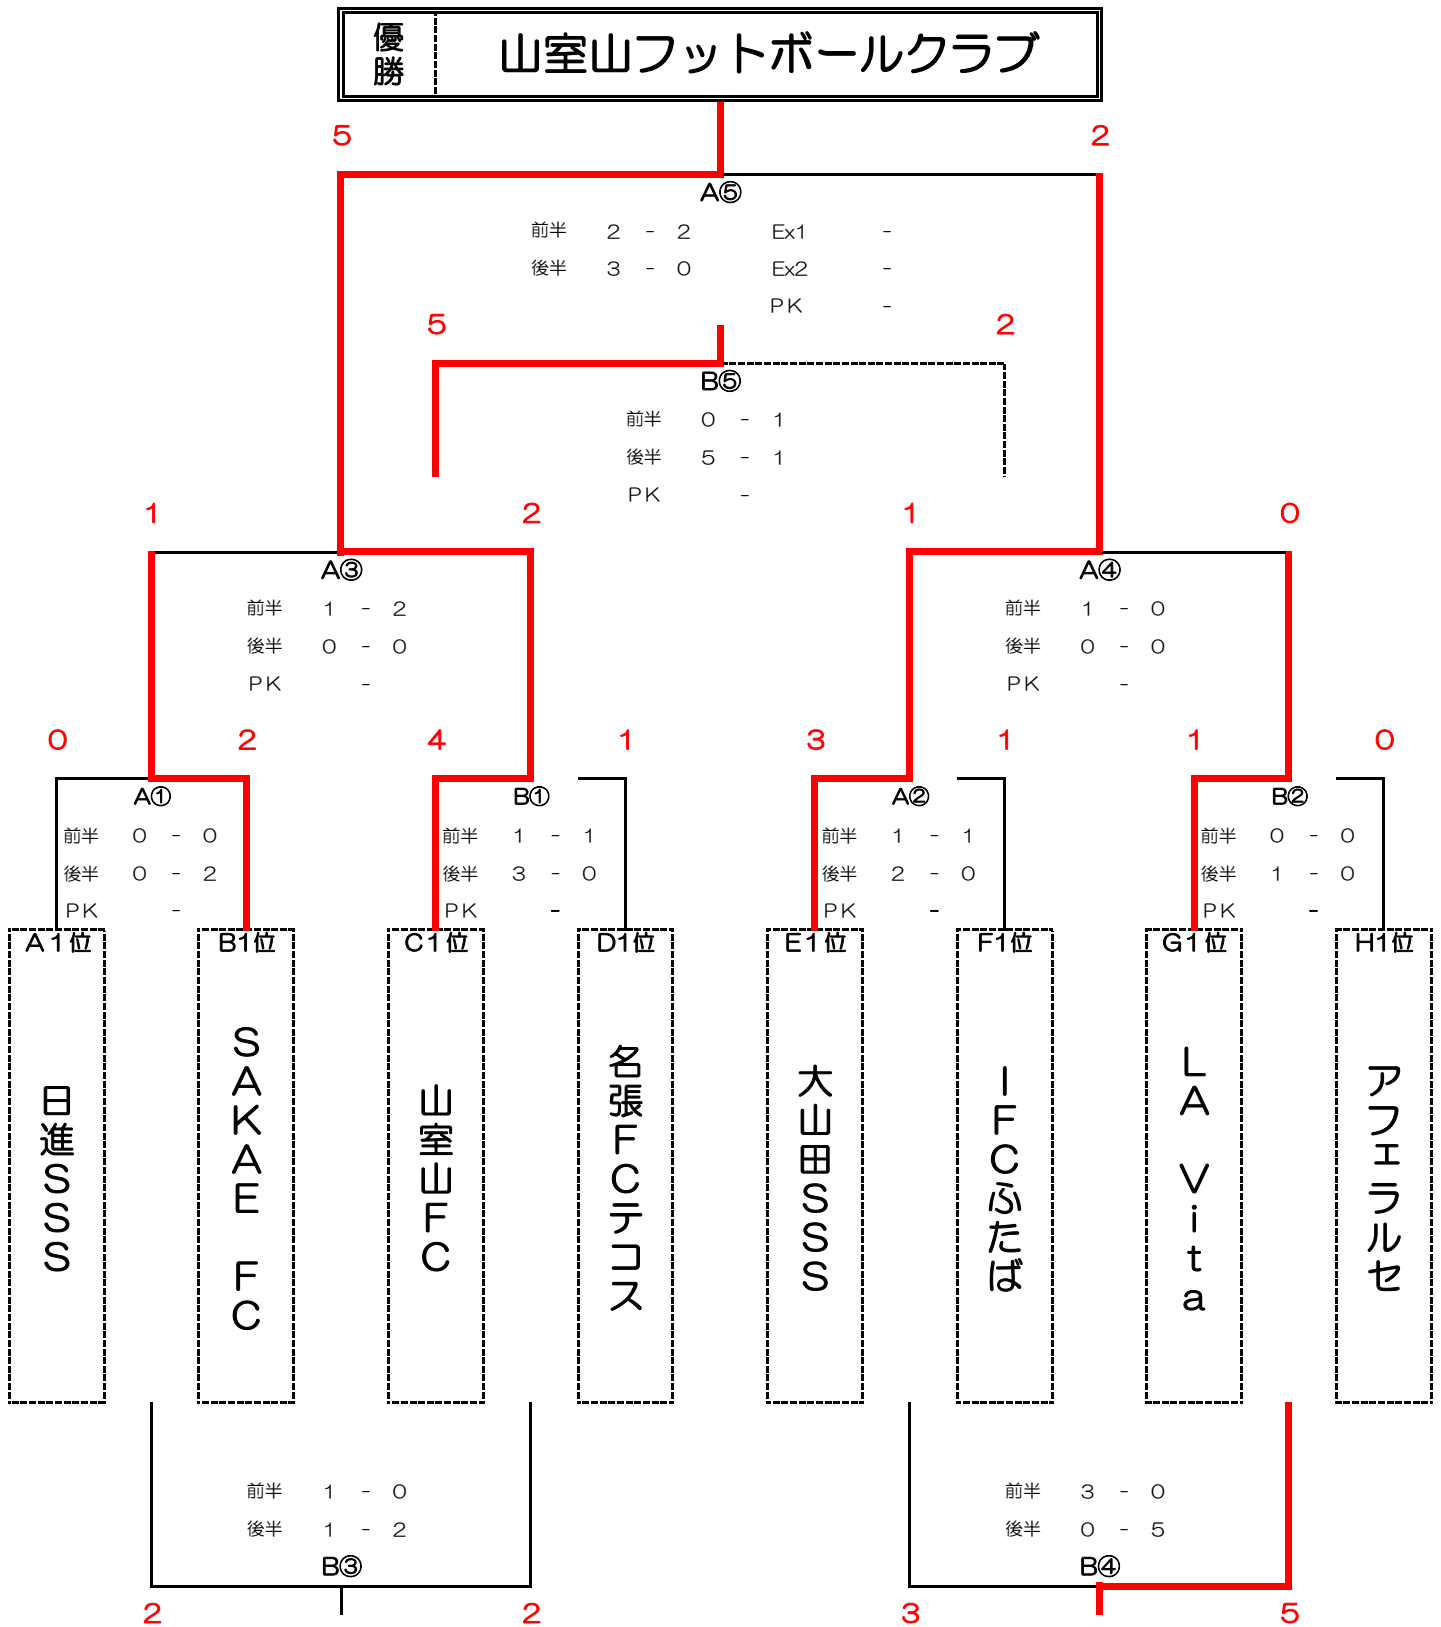 優勝 山室山フットボールクラブ
5 2
A⑤
前半 2 - 2 Ex1 -
後半 3 - 0 Ex2 -
PK -
5 2
B⑤
前半 0 - 1
後半 5 - 1
PK -
1 2 1 0
A③ A④
前半 1 - 2 前半 1 - 0
後半 0 - 0 後半 0 - 0
PK - PK -
0 2 4 1 3 1 1 0
A① B① A② B②
前半 0 - 0 前半 1 - 1 前半 1 - 1 前半 0 - 0
後半 0 - 2 後半 3 - 0 後半 2 - 0 後半 1 - 0
PK - PK - PK - PK -
A1位 B1位 C1位 D1位 E1位 F1位 G1位 H1位
日進SSS
SAKAE FC
山室山FC
名張FCテコス
大山田SSS
IFCふたば
LA Vita
アフェラルセ
前半 1 - 0 前半 3 - 0
後半 1 - 2 後半 0 - 5
B③ B④
2 2 3 5